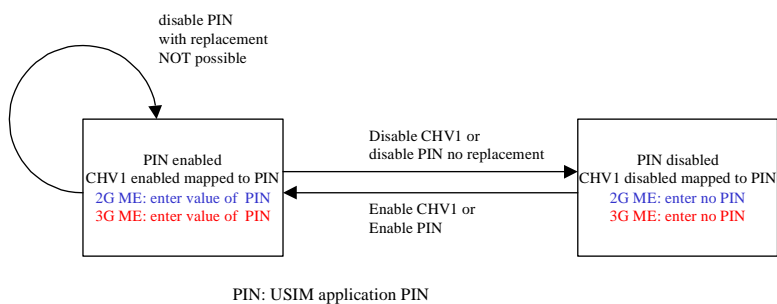 disable PIN
with replacement
NOT possible
PIN enabled
CHV1 enabled mapped to PIN
2G ME: enter value of PIN
3G ME: enter value of PIN
Disable CHV1 or
disable PIN no replacement
Enable CHV1 or
Enable PIN
PIN disabled
CHV1 disabled mapped to PIN
2G ME: enter no PIN
3G ME: enter no PIN
PIN: USIM application PIN